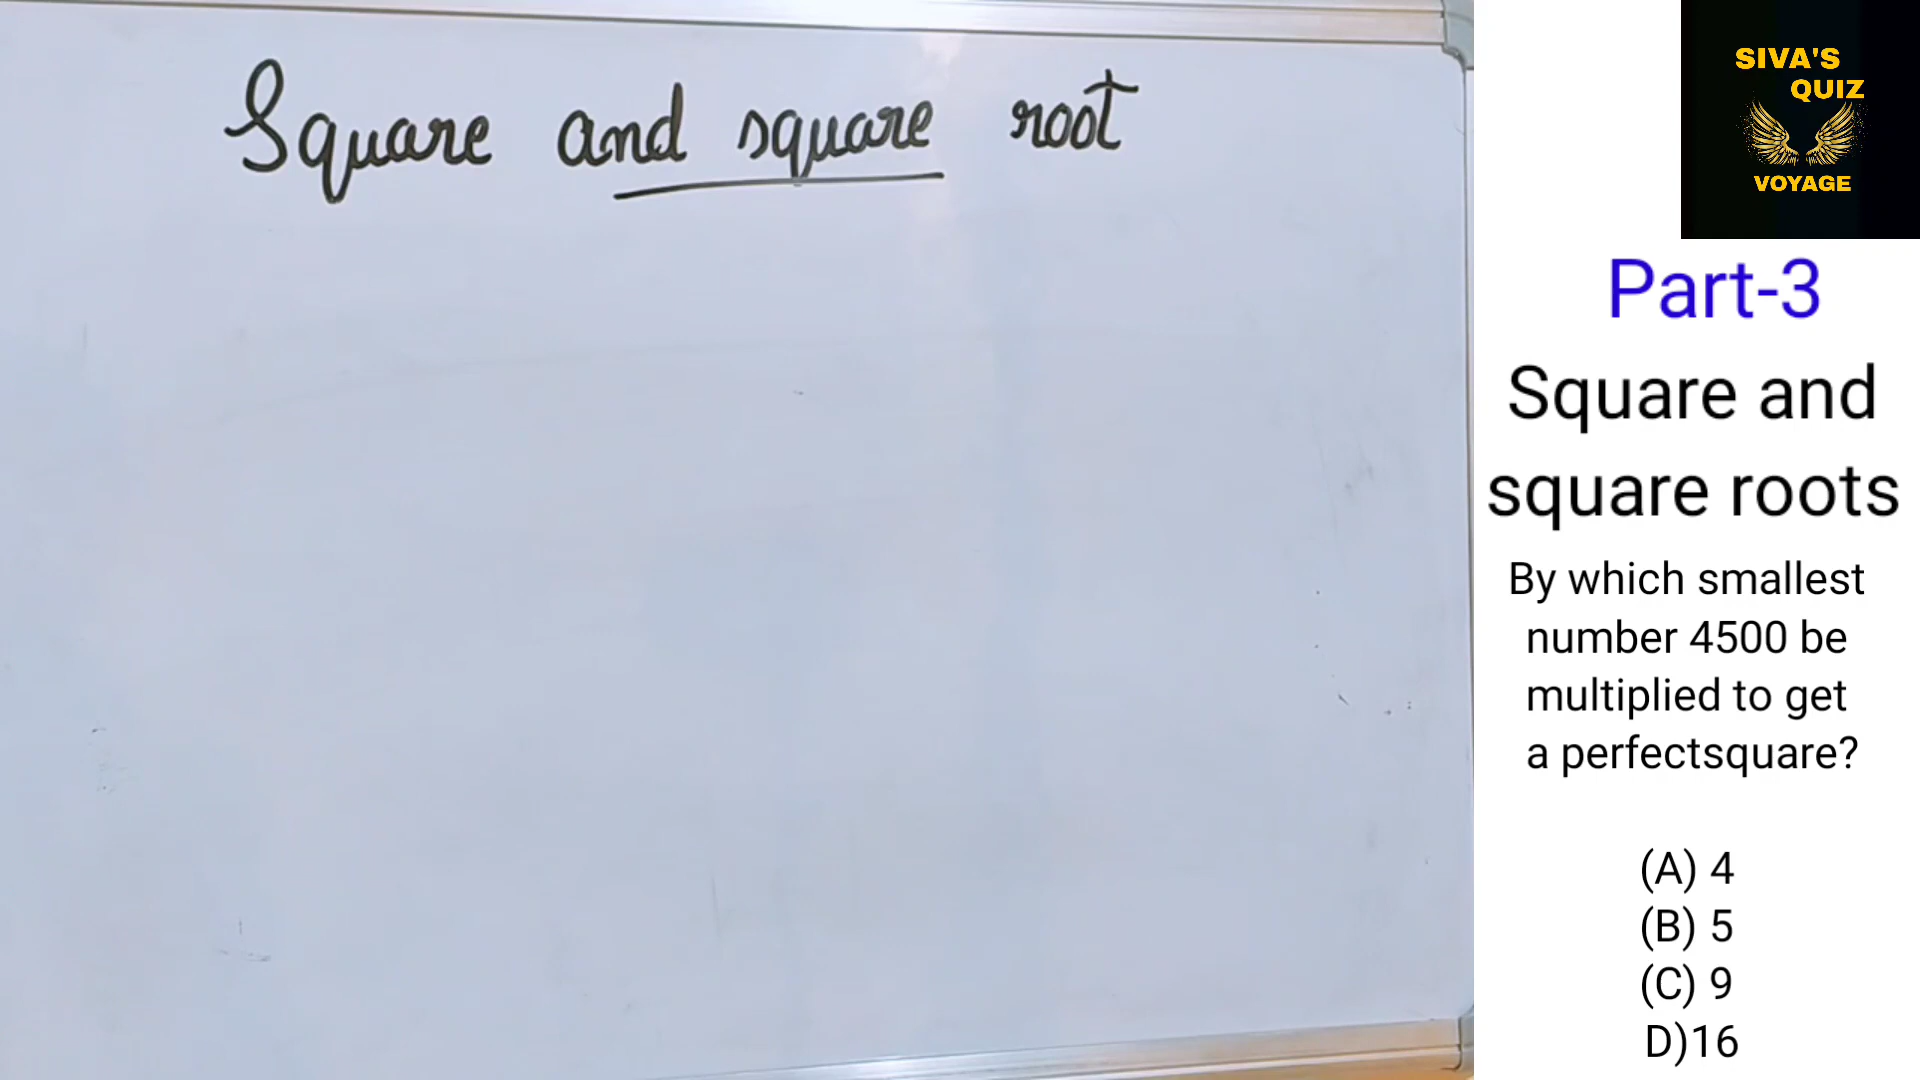 Square and square root
SIVA'S
QUIZ
VOYAGE
Part-3
Square and
square roots
By which smallest
number 4500 be
multiplied to get
a perfectsquare?
(A) 4
(B) 5
(C) 9
D)16